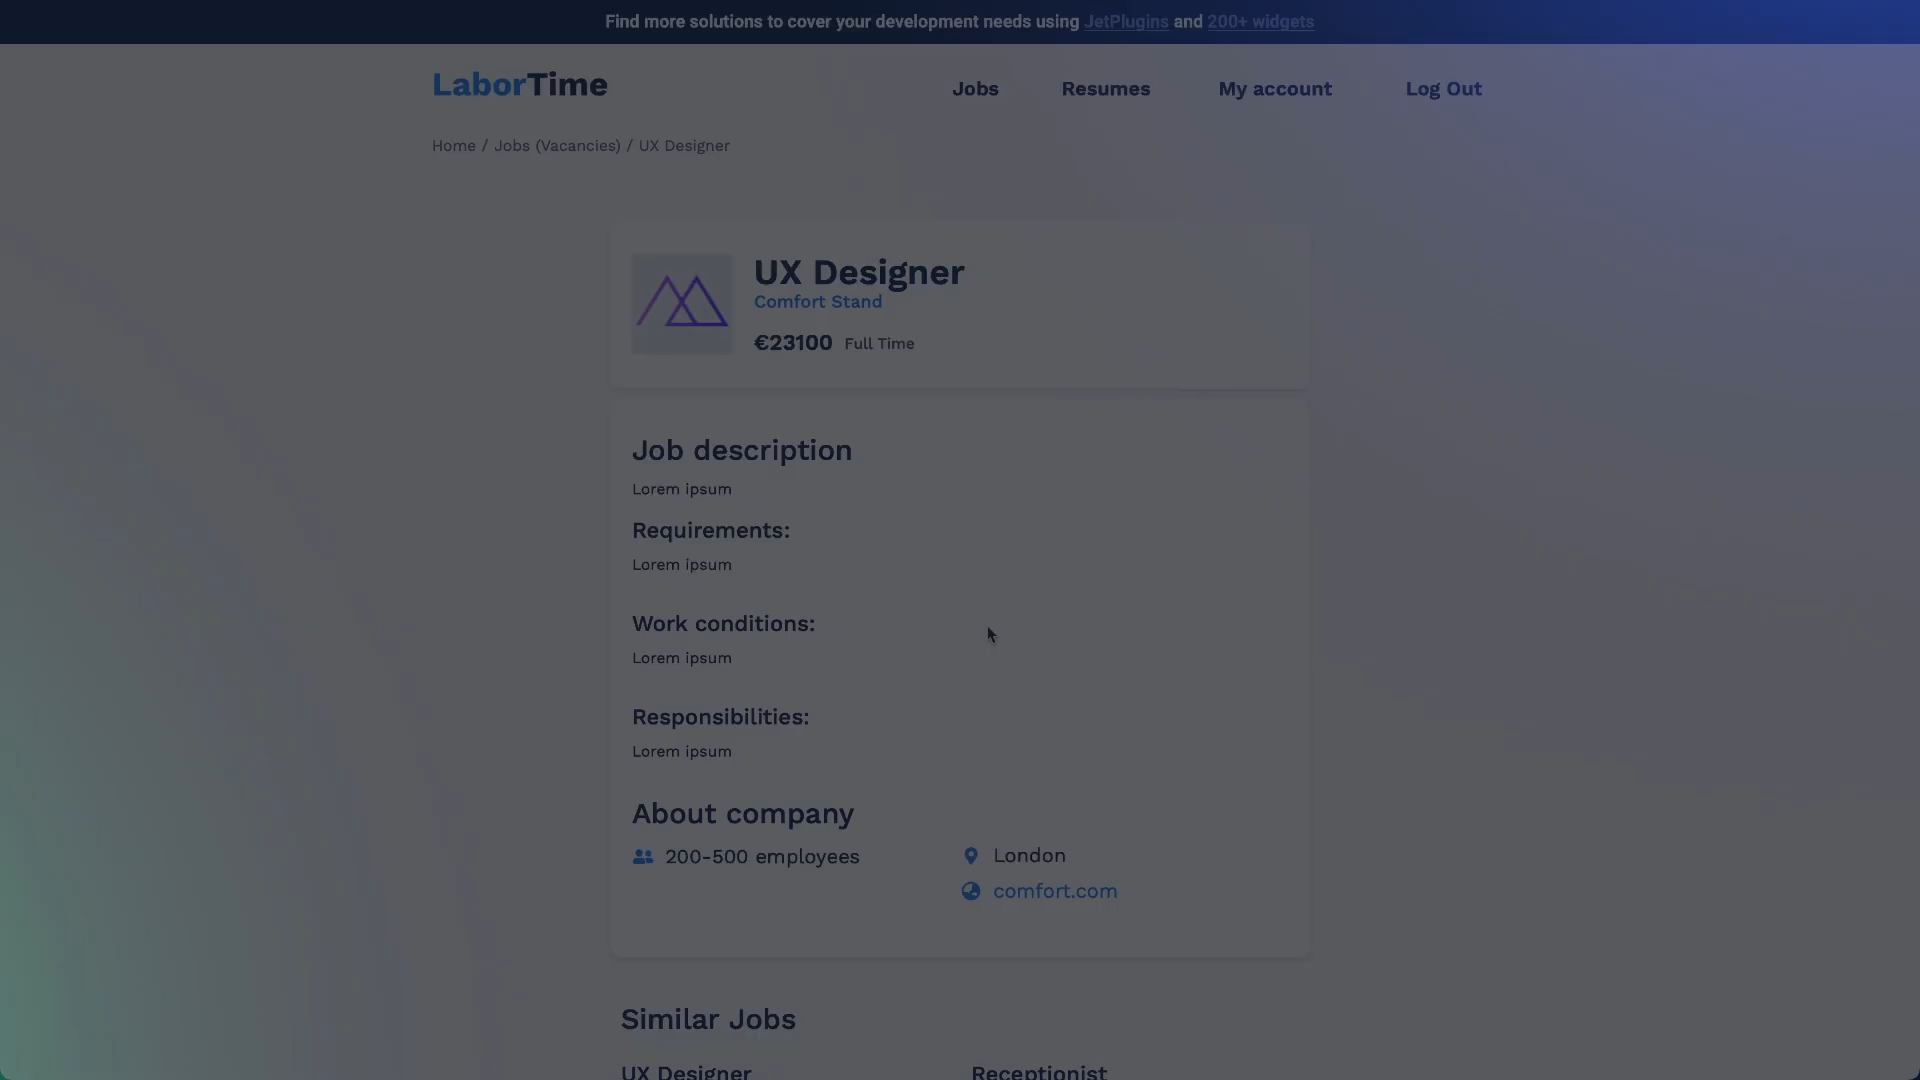 Find more solutions to cover your development needs using JetPlugins and 200+ widgets
LaborTime
Jobs
Resumes
My account
Log Out
Home / Jobs (Vacancies) / UX Designer
UX Designer
Comfort Stand
€23100 Full Time
Job description
Lorem ipsum
Requirements:
Lorem ipsum
Work conditions:
Lorem ipsum
Responsibilities:
Lorem ipsum
About company
200-500 employees
London
comfort.com
Similar Jobs
UX Designer
Receptionist